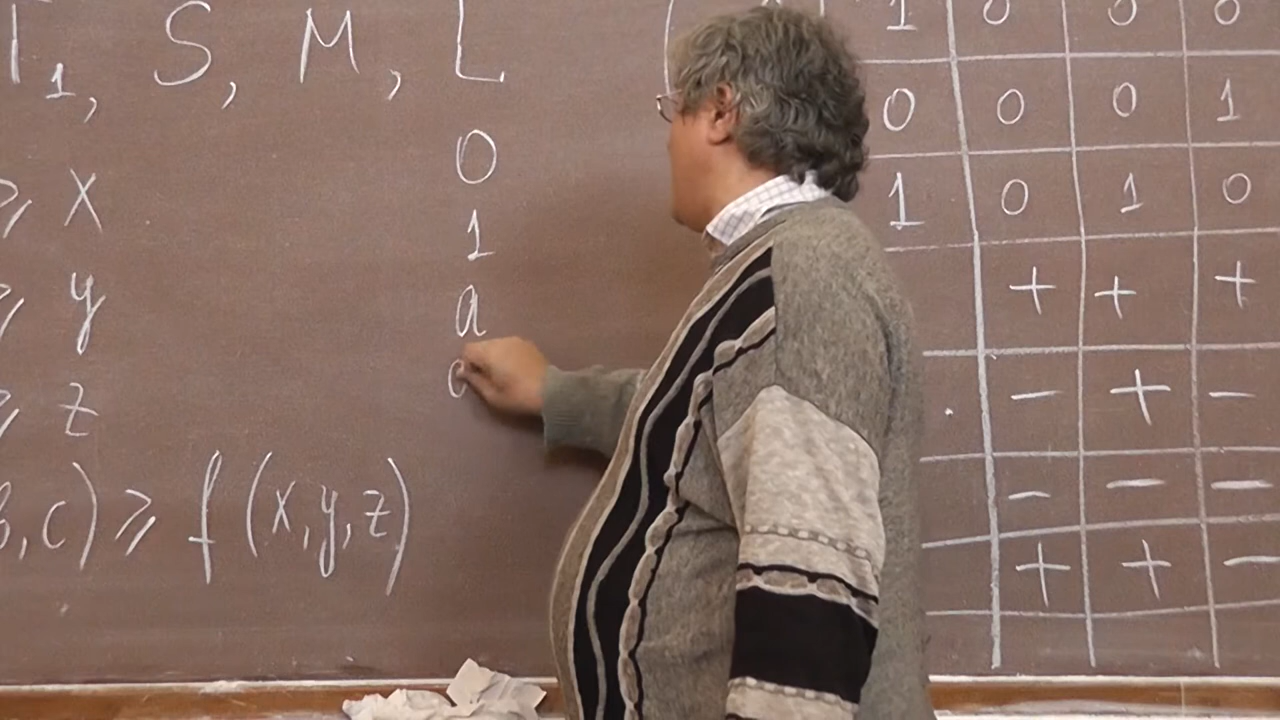 1, S, M, L
0
⩾ x
1
⩾ y
a
⩾ z
, c) ⩾ f (x, y, z)
1 0 0 0
0 0 0 1
1 0 1 0
+ + +
− + −
− − −
+ + −